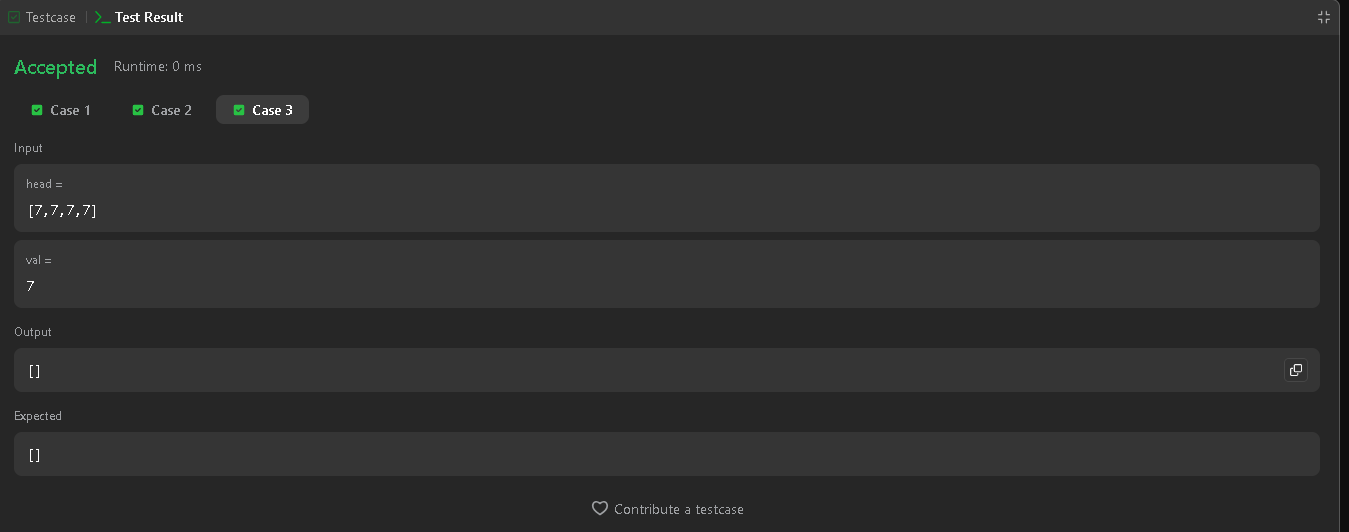 Testcase Test Result
Accepted Runtime: 0 ms
Case 1 Case 2 Case 3
Input
head =
[7,7,7,7]
val =
7
Output
[]
Expected
[]
Contribute a testcase